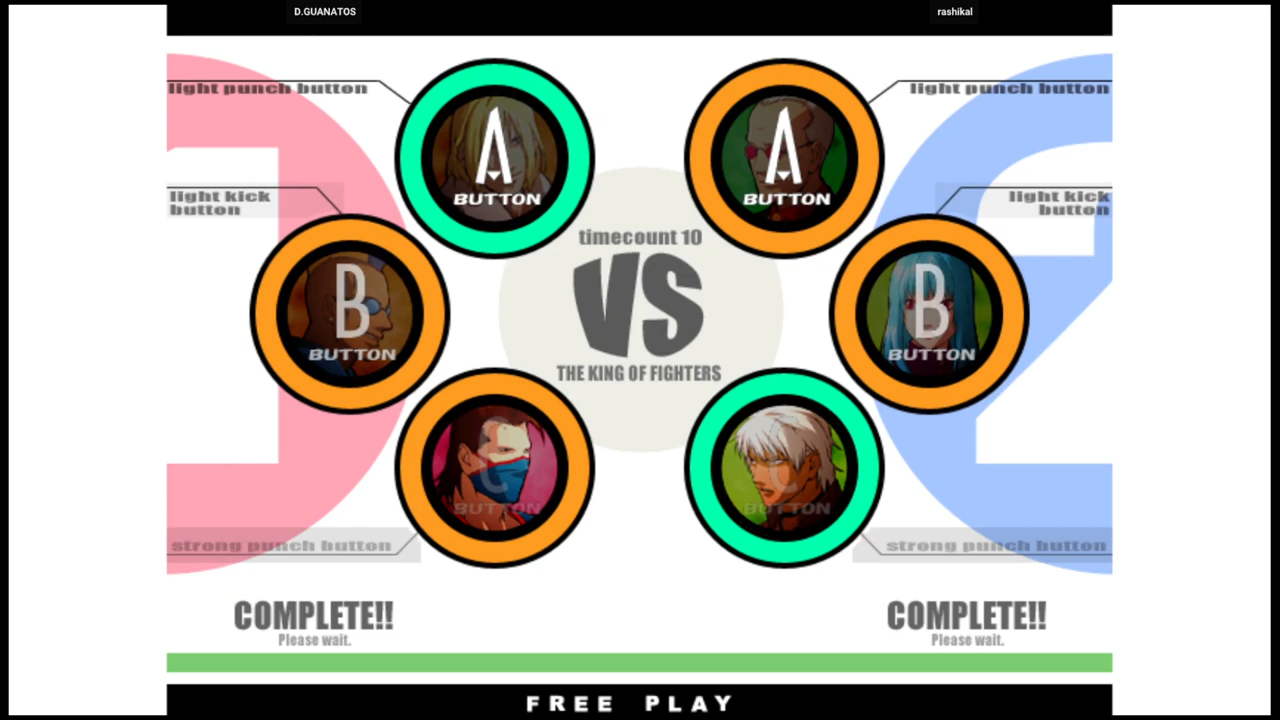 D.GUANATOS
rashikal
light punch button
light punch button
A
BUTTON
A
BUTTON
light kick
button
light kick
button
B
BUTTON
B
BUTTON
timecount 10
VS
THE KING OF FIGHTERS
C
BUTTON
C
BUTTON
strong punch button
strong punch button
COMPLETE!!
Please wait.
COMPLETE!!
Please wait.
FREE PLAY